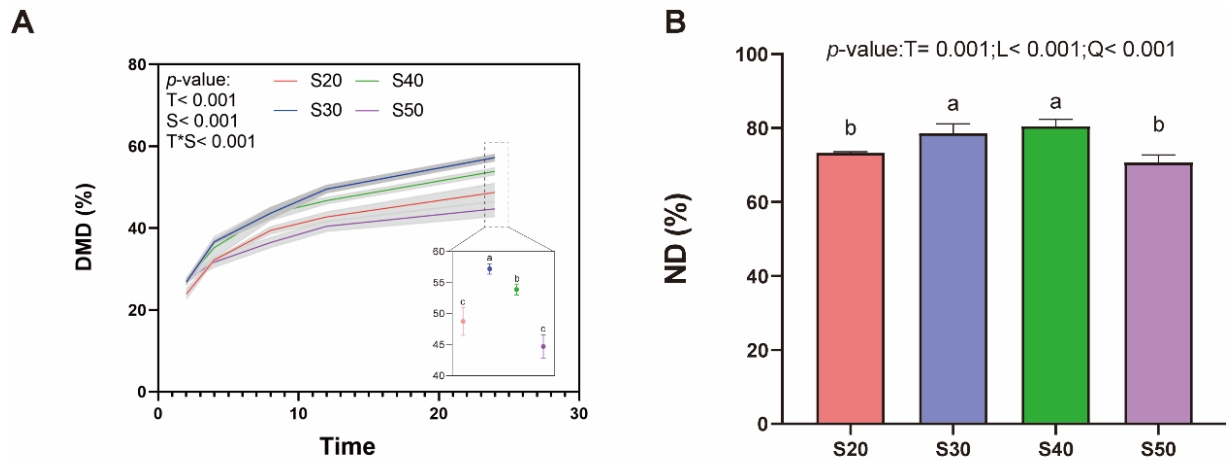 A
DMD (%)
80
60
40
20
0
p-value:
T< 0.001
S< 0.001
T*S< 0.001
S20
S40
S30
S50
60
55
50
45
40
a
b
c
c
0
10
20
30
Time
B
ND (%)
100
80
60
40
20
0
p-value:T= 0.001;L< 0.001;Q< 0.001
b
a
a
b
S20
S30
S40
S50